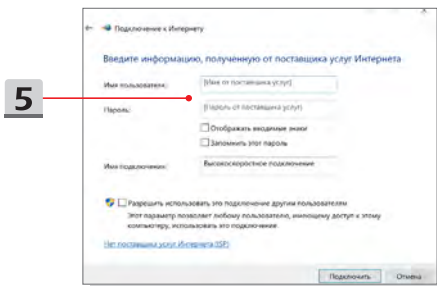 Подключение к Интернету
Введите информацию, полученную от поставщика услуг Интернета
Имя пользователя:
[Имя от поставщика услуг]
5
Пароль:
[Пароль от поставщика услуг]
Отображать вводимые знаки
Запомнить этот пароль
Имя подключения:
Высокоскоростное подключение
Разрешить использовать это подключение другим пользователям
Этот параметр позволяет любому пользователю, имеющему доступ к этому
компьютеру, использовать это подключение.
Нет поставщика услуг Интернета (ISP)
Подключить
Отмена